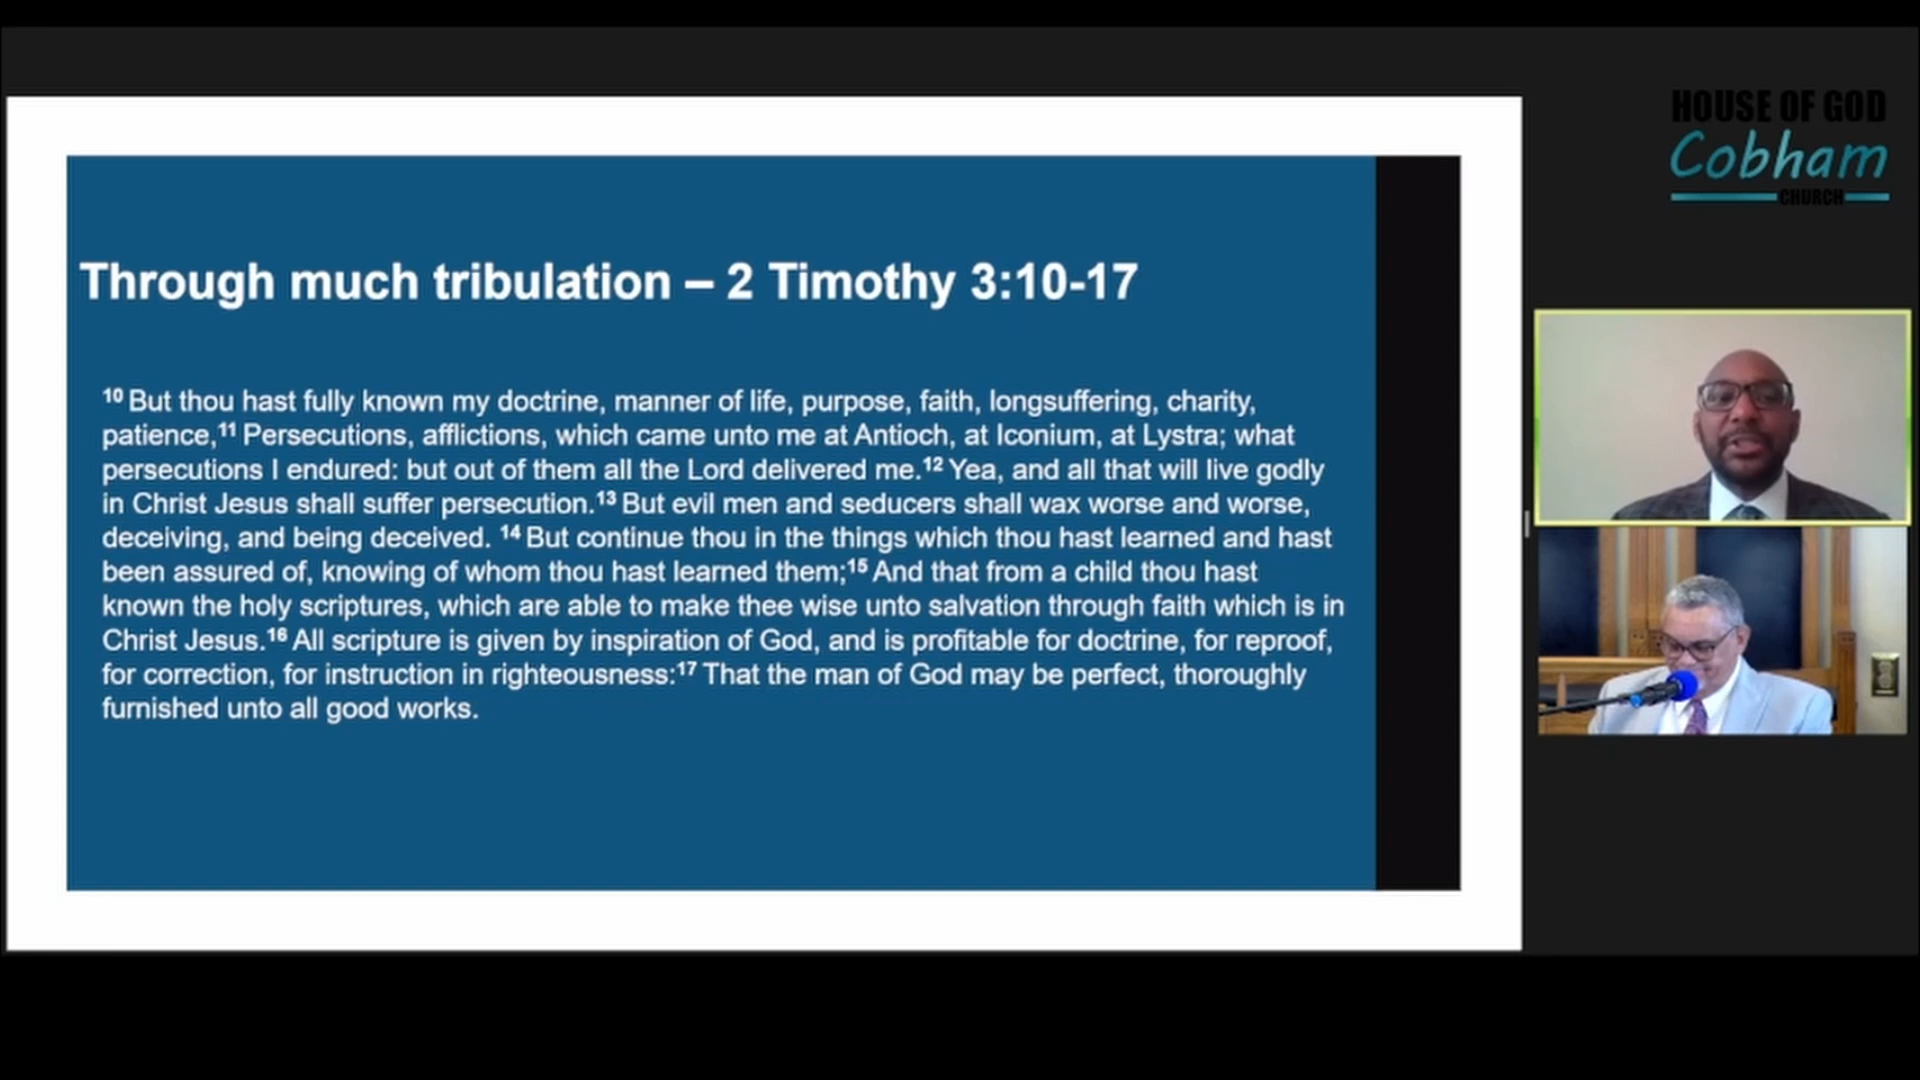 HOUSE OF GOD
Cobham
CHURCH
Through much tribulation – 2 Timothy 3:10-17
10 But thou hast fully known my doctrine, manner of life, purpose, faith, longsuffering, charity,
patience,11 Persecutions, afflictions, which came unto me at Antioch, at Iconium, at Lystra; what
persecutions I endured: but out of them all the Lord delivered me.12 Yea, and all that will live godly
in Christ Jesus shall suffer persecution.13 But evil men and seducers shall wax worse and worse,
deceiving, and being deceived. 14 But continue thou in the things which thou hast learned and hast
been assured of, knowing of whom thou hast learned them;15 And that from a child thou hast
known the holy scriptures, which are able to make thee wise unto salvation through faith which is in
Christ Jesus.16 All scripture is given by inspiration of God, and is profitable for doctrine, for reproof,
for correction, for instruction in righteousness:17 That the man of God may be perfect, thoroughly
furnished unto all good works.